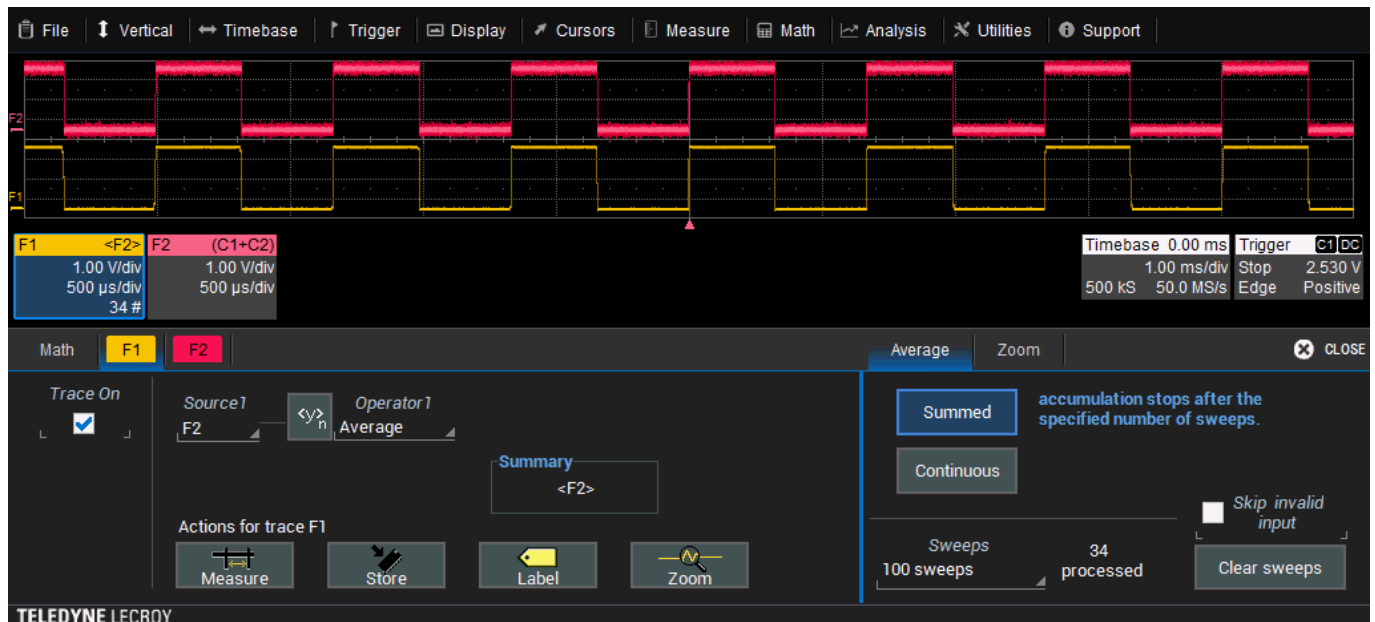 File Vertical Timebase Trigger Display Cursors Measure Math Analysis Utilities Support
F2
F1
F1 <F2> F2 (C1+C2) Timebase 0.00 ms Trigger C1 DC
1.00 V/div 1.00 V/div 1.00 ms/div Stop 2.530 V
500 µs/div 500 µs/div 500 kS 50.0 MS/s Edge Positive
34 #
Math F1 F2 Average Zoom CLOSE
Trace On
Source1 Operator1
<y>n
F2 Average
Summary
<F2>
Actions for trace F1
Measure Store Label Zoom
Summed
accumulation stops after the
specified number of sweeps.
Continuous
Skip invalid
input
Sweeps
100 sweeps
34
processed
Clear sweeps
TELEDYNE LECROY